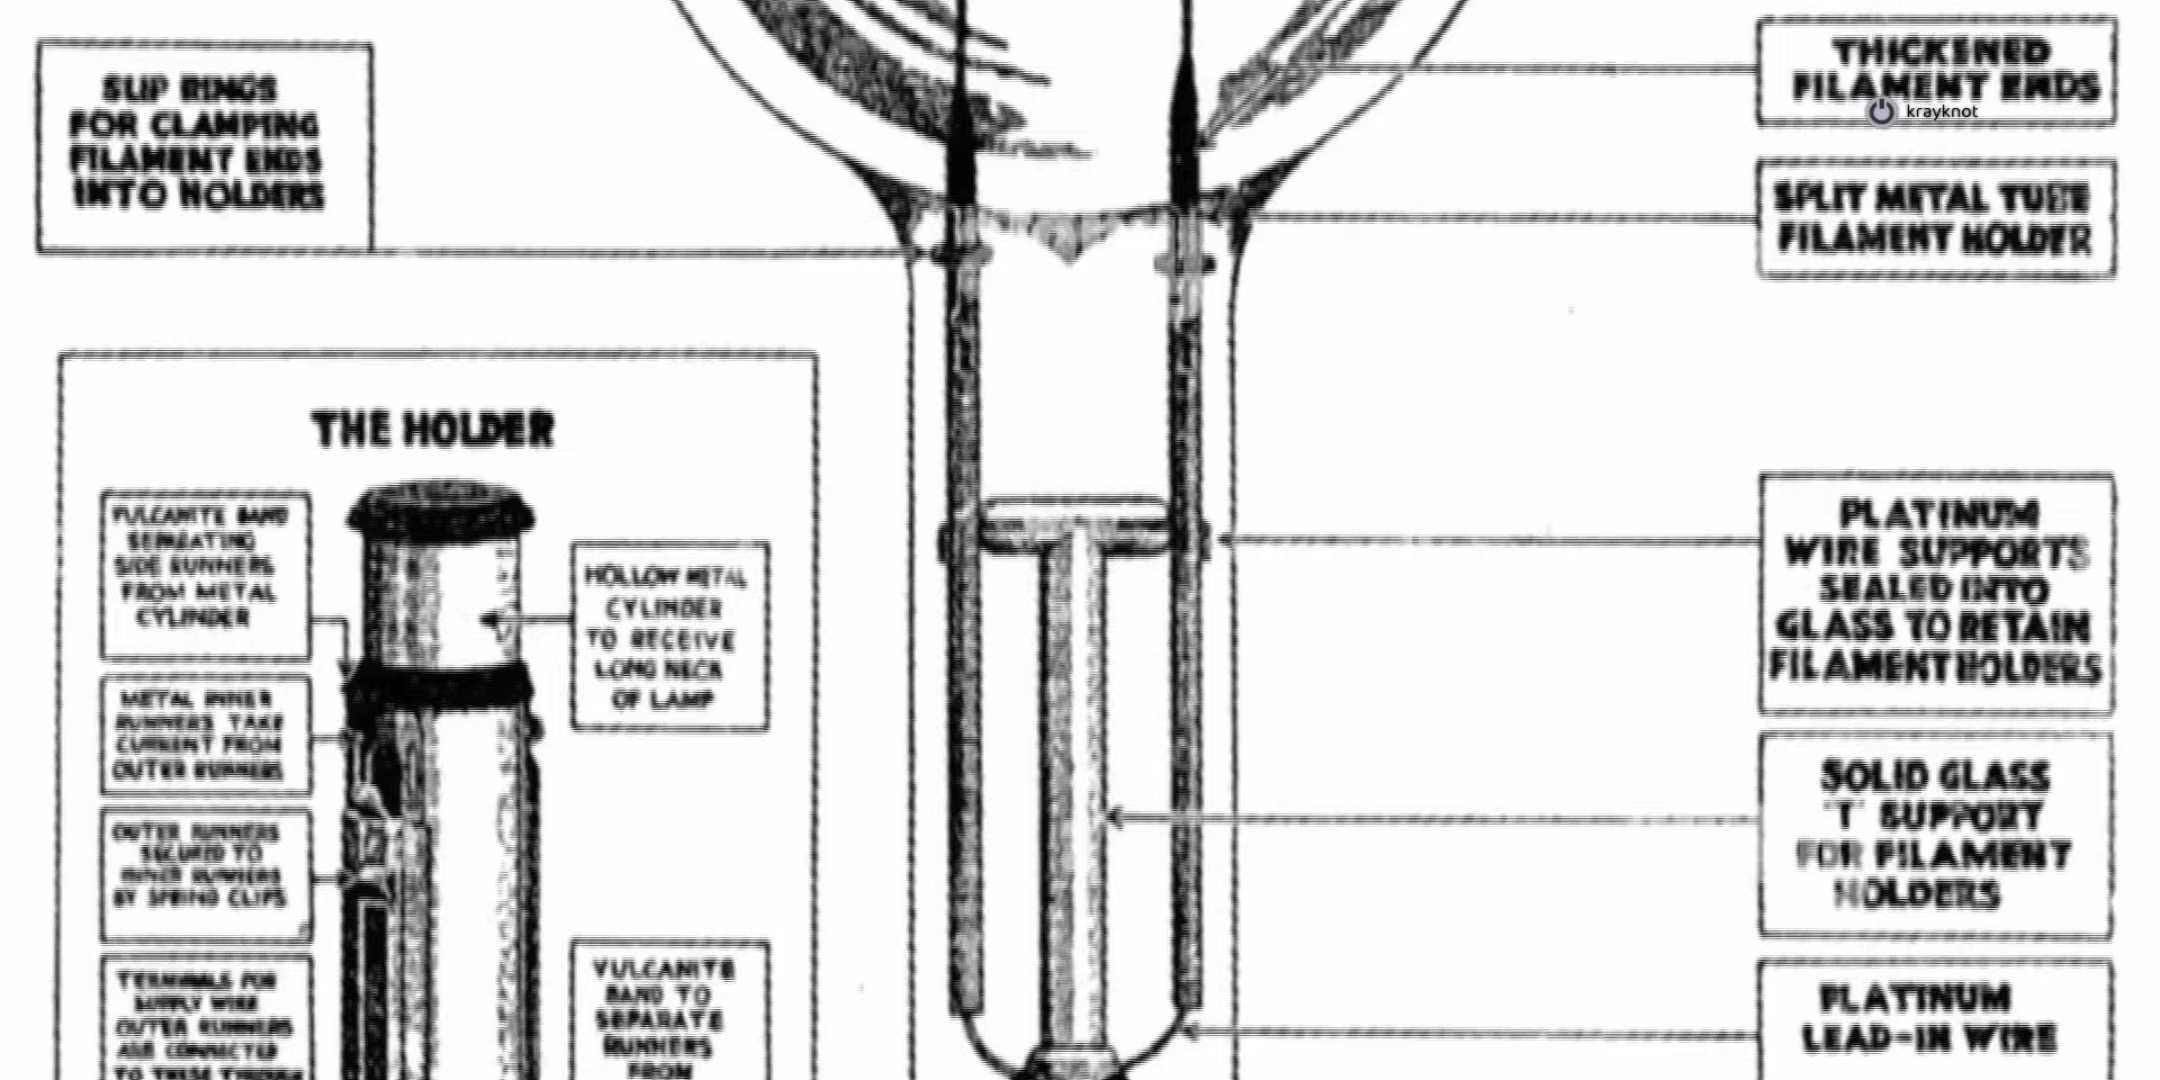 SLIP RINGS
FOR CLAMPING
FILAMENT ENDS
INTO HOLDERS
THICKENED
FILAMENT ENDS
krayknot
SPLIT METAL TUBE
FILAMENT HOLDER
THE HOLDER
VULCANITE BAND
SEPARATING
SIDE RUNNERS
FROM METAL
CYLINDER
HOLLOW METAL
CYLINDER
TO RECEIVE
LONG NECK
OF LAMP
METAL INNER
RUNNERS TAKE
CURRENT FROM
OUTER RUNNERS
OUTER RUNNERS
SECURED TO
INNER RUNNERS
BY SPRING CLIPS
TERMINALS FOR
SUPPLY WIRE
OUTER RUNNERS
ARE CONNECTED
TO THESE THROUGH
VULCANITE
BAND TO
SEPARATE
RUNNERS
FROM
PLATINUM
WIRE SUPPORTS
SEALED INTO
GLASS TO RETAIN
FILAMENT HOLDERS
SOLID GLASS
'T' SUPPORT
FOR FILAMENT
HOLDERS
PLATINUM
LEAD-IN WIRE